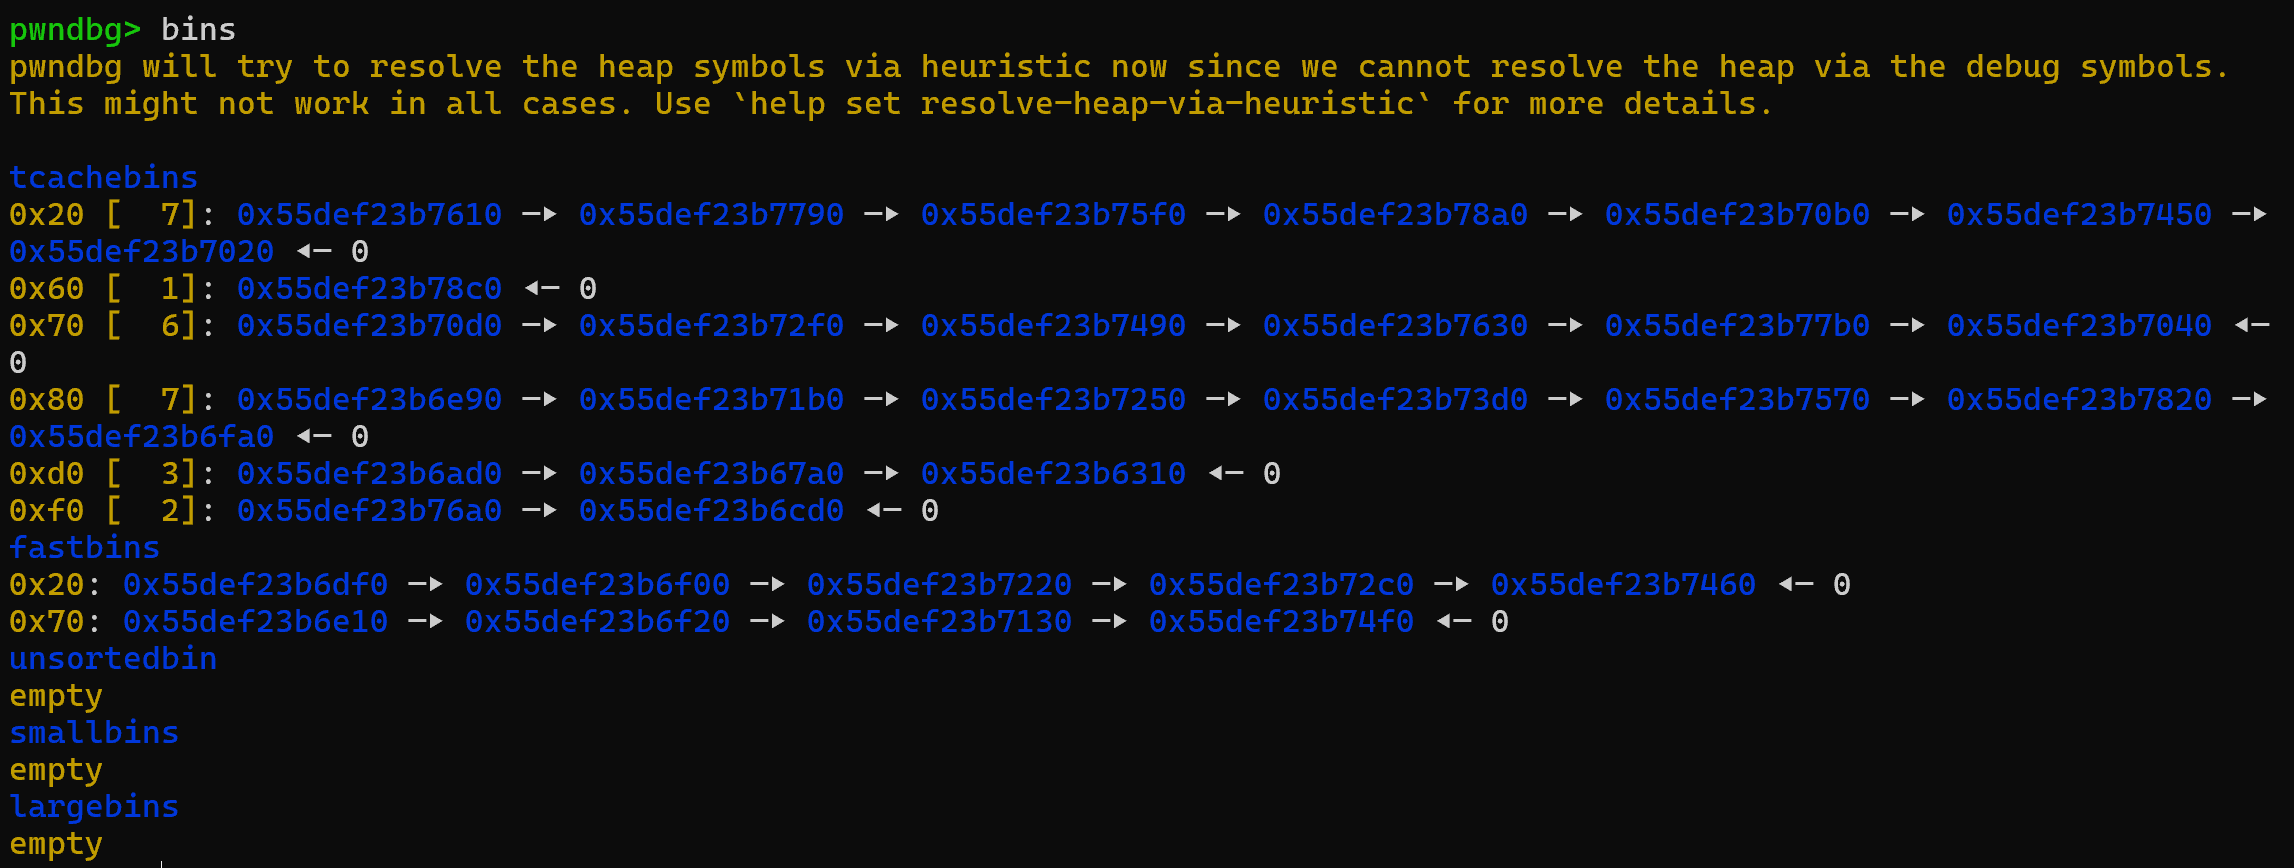 pwndbg> bins
pwndbg will try to resolve the heap symbols via heuristic now since we cannot resolve the heap via the debug symbols.
This might not work in all cases. Use `help set resolve-heap-via-heuristic` for more details.

tcachebins
0x20 [  7]: 0x55def23b7610 —▸ 0x55def23b7790 —▸ 0x55def23b75f0 —▸ 0x55def23b78a0 —▸ 0x55def23b70b0 —▸ 0x55def23b7450 —▸
0x55def23b7020 ◂— 0
0x60 [  1]: 0x55def23b78c0 ◂— 0
0x70 [  6]: 0x55def23b70d0 —▸ 0x55def23b72f0 —▸ 0x55def23b7490 —▸ 0x55def23b7630 —▸ 0x55def23b77b0 —▸ 0x55def23b7040 ◂—
0
0x80 [  7]: 0x55def23b6e90 —▸ 0x55def23b71b0 —▸ 0x55def23b7250 —▸ 0x55def23b73d0 —▸ 0x55def23b7570 —▸ 0x55def23b7820 —▸
0x55def23b6fa0 ◂— 0
0xd0 [  3]: 0x55def23b6ad0 —▸ 0x55def23b67a0 —▸ 0x55def23b6310 ◂— 0
0xf0 [  2]: 0x55def23b76a0 —▸ 0x55def23b6cd0 ◂— 0
fastbins
0x20: 0x55def23b6df0 —▸ 0x55def23b6f00 —▸ 0x55def23b7220 —▸ 0x55def23b72c0 —▸ 0x55def23b7460 ◂— 0
0x70: 0x55def23b6e10 —▸ 0x55def23b6f20 —▸ 0x55def23b7130 —▸ 0x55def23b74f0 ◂— 0
unsortedbin
empty
smallbins
empty
largebins
empty